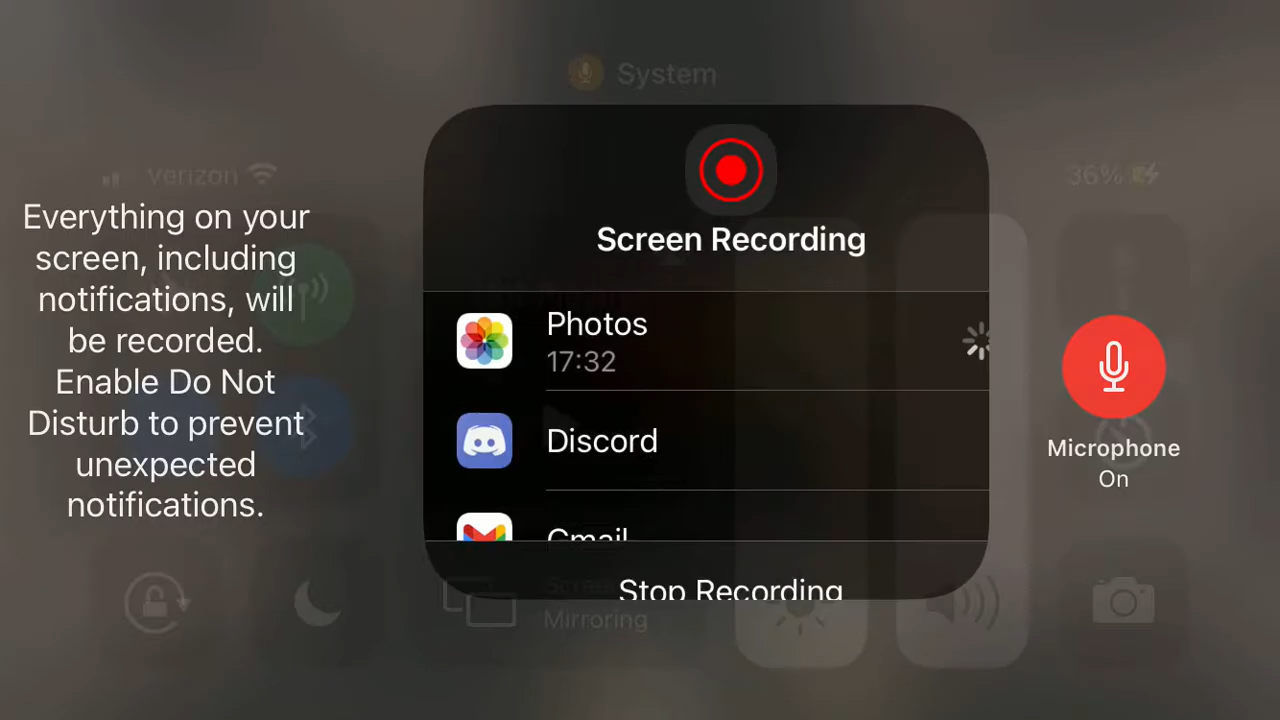 System
verizon
36%
Everything on your
screen, including
notifications, will
be recorded.
Enable Do Not
Disturb to prevent
unexpected
notifications.
Screen Recording
Photos
17:32
Discord
Gmail
Stop Recording
Microphone
On
Mirroring